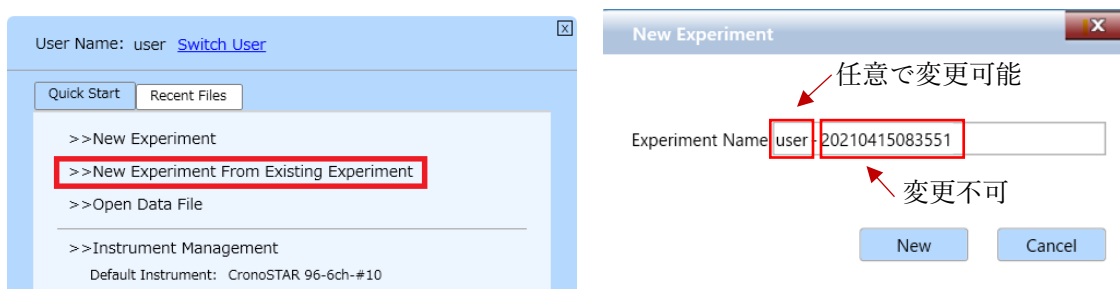 User Name: user Switch User
X
Quick Start
Recent Files
>>New Experiment
>>New Experiment From Existing Experiment
>>Open Data File
>>Instrument Management
Default Instrument: CronoSTAR 96-6ch-#10
New Experiment
X
任意で変更可能
Experiment Name user - 20210415083551
変更不可
New
Cancel